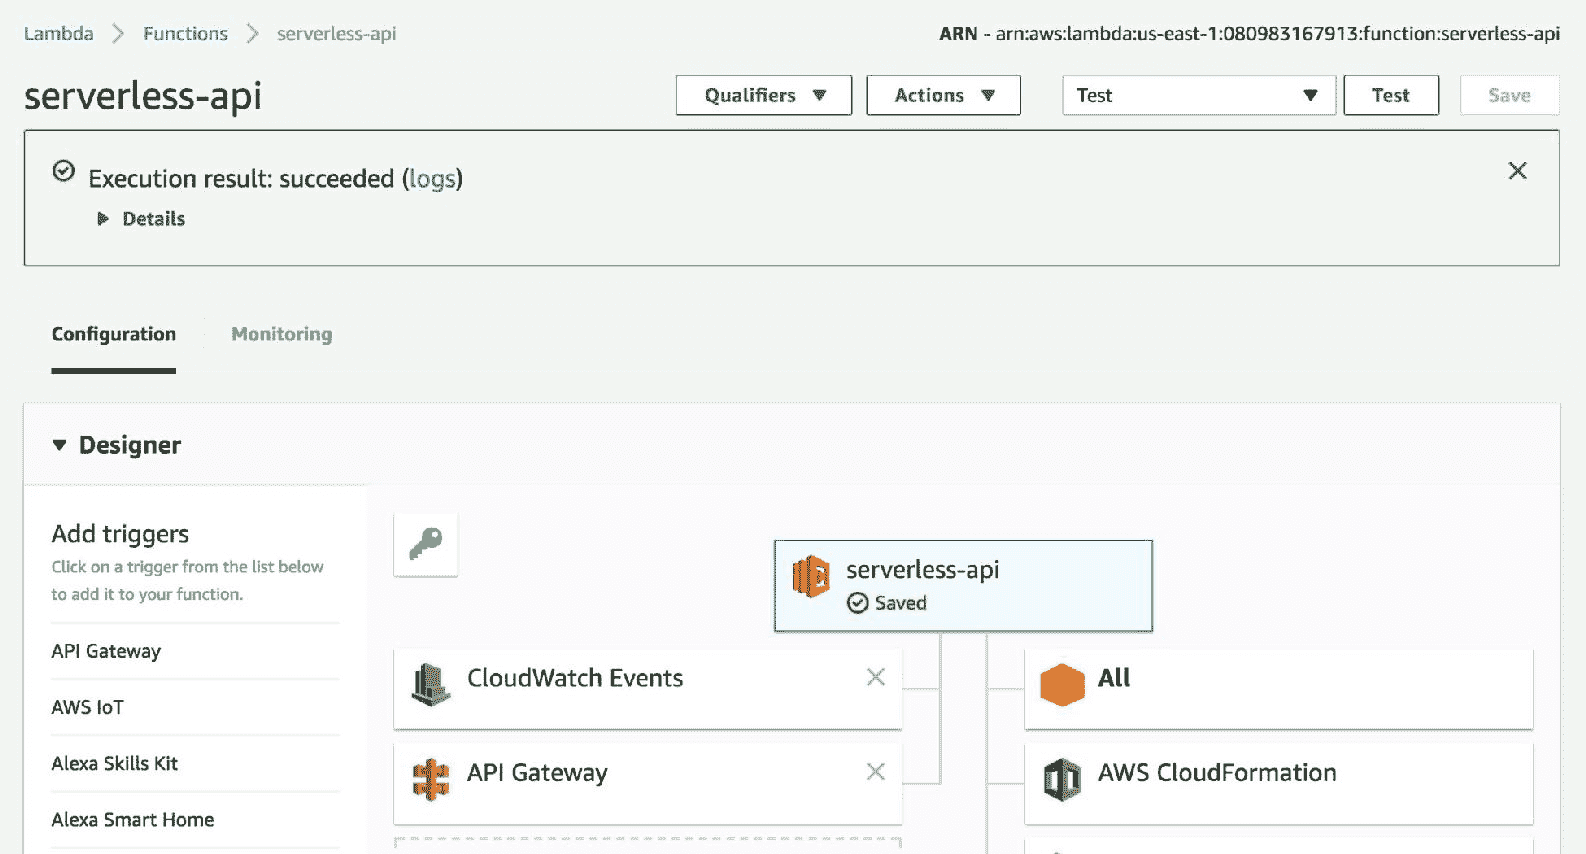 Lambda Functions serverless-api
ARN - arn:aws:lambda:us-east-1:080983167913:function:serverless-api
serverless-api
Qualifiers
Actions
Test
Test
Save
Execution result: succeeded (logs)
Details
Configuration
Monitoring
Designer
Add triggers
Click on a trigger from the list below
to add it to your function.
API Gateway
AWS IoT
Alexa Skills Kit
Alexa Smart Home
serverless-api
Saved
CloudWatch Events
API Gateway
All
AWS CloudFormation